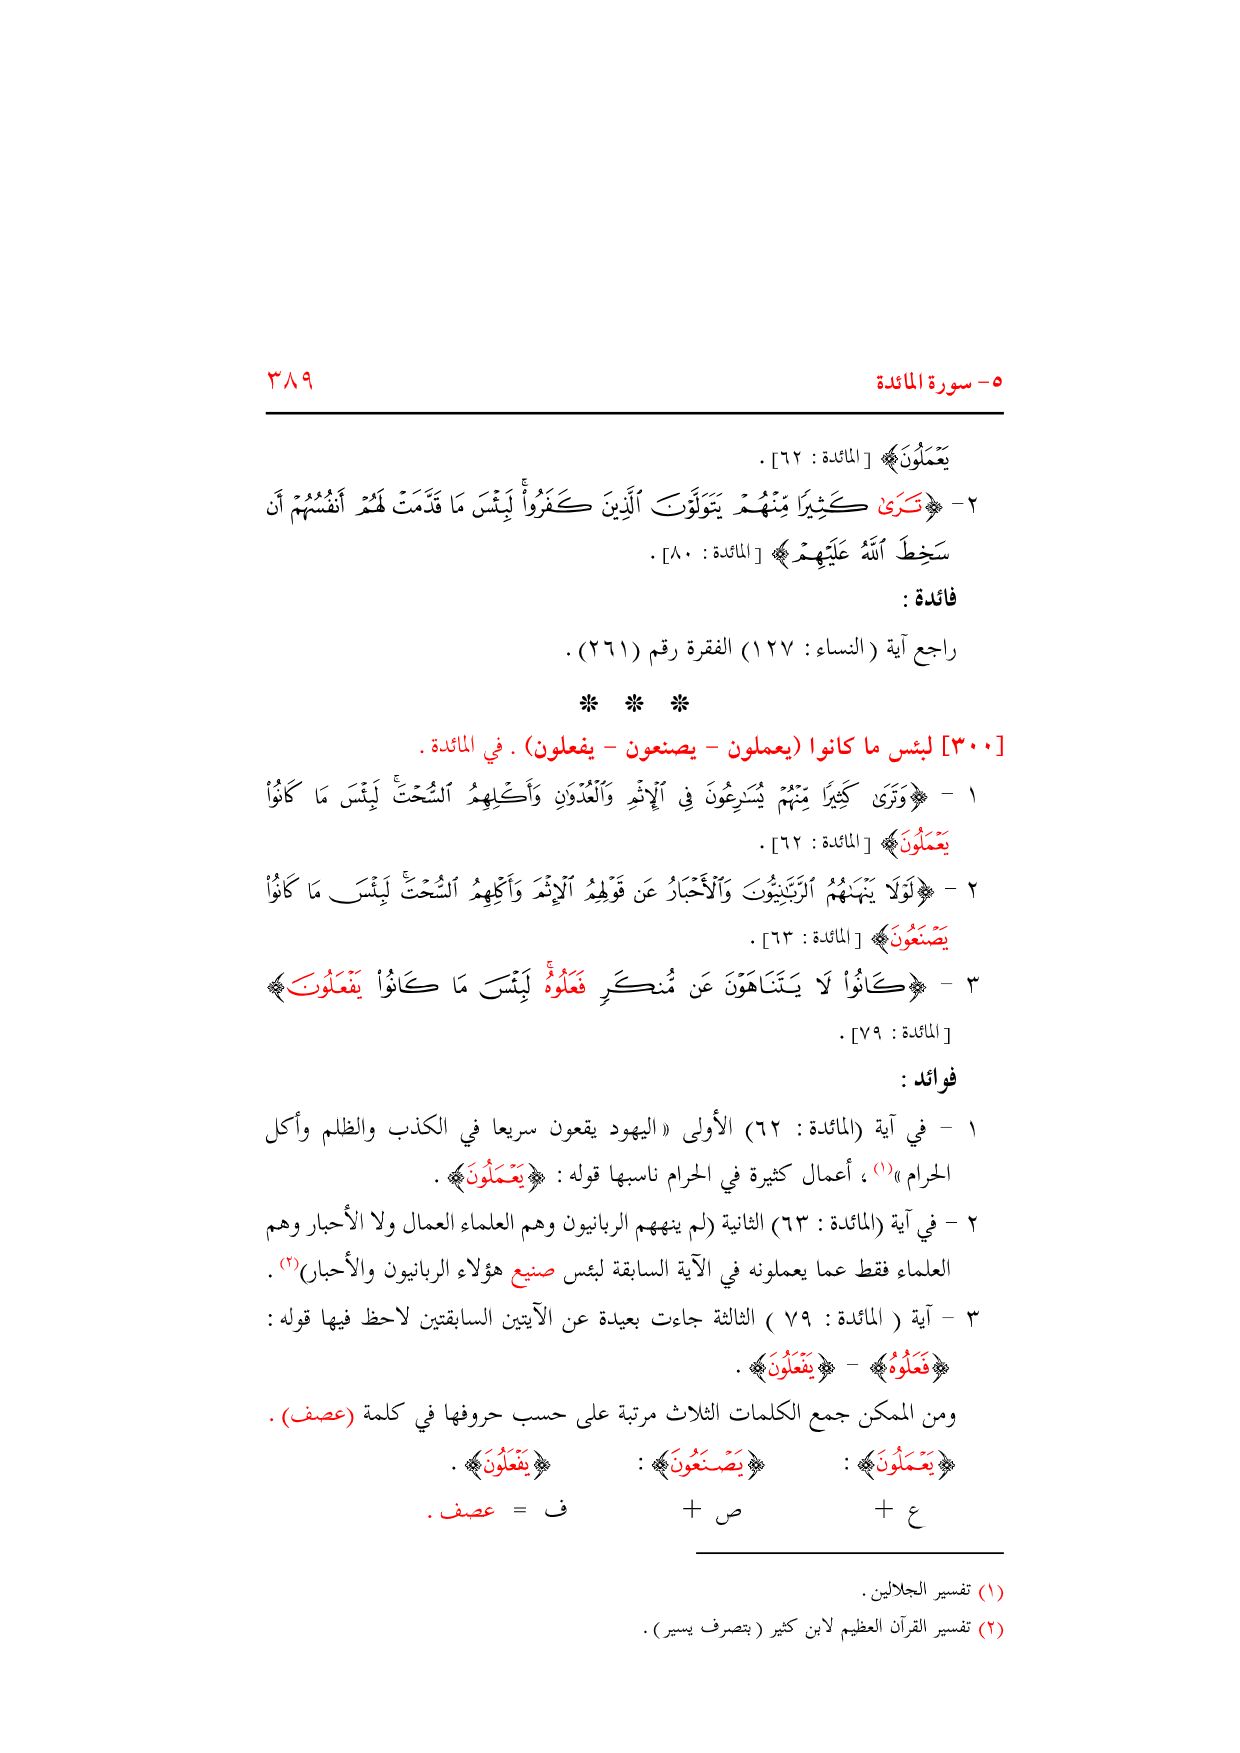 ٥- سورة المائدة ٣٨٩
يَعْمَلُونَ﴾ [المائدة : ٦٢] .
٢- ﴿تَرَىٰ كَثِيرًا مِّنْهُمْ يَتَوَلَّوْنَ ٱلَّذِينَ كَفَرُوا۟ ۚ لَبِئْسَ مَا قَدَّمَتْ لَهُمْ أَنفُسُهُمْ أَن
سَخِطَ ٱللَّهُ عَلَيْهِمْ﴾ [المائدة : ٨٠] .
فائدة :
راجع آية (النساء : ١٢٧) الفقرة رقم (٢٦١) .
❇ ❇ ❇
[٣٠٠] لبئس ما كانوا (يعملون – يصنعون – يفعلون) . في المائدة .
١ – ﴿وَتَرَىٰ كَثِيرًا مِّنْهُمْ يُسَٰرِعُونَ فِى ٱلْإِثْمِ وَٱلْعُدْوَٰنِ وَأَكْلِهِمُ ٱلسُّحْتَ ۚ لَبِئْسَ مَا كَانُوا۟
يَعْمَلُونَ﴾ [المائدة : ٦٢] .
٢ – ﴿لَوْلَا يَنْهَىٰهُمُ ٱلرَّبَّٰنِيُّونَ وَٱلْأَحْبَارُ عَن قَوْلِهِمُ ٱلْإِثْمَ وَأَكْلِهِمُ ٱلسُّحْتَ ۚ لَبِئْسَ مَا كَانُوا۟
يَصْنَعُونَ﴾ [المائدة : ٦٣] .
٣ – ﴿كَانُوا۟ لَا يَتَنَاهَوْنَ عَن مُّنكَرٍ فَعَلُوهُ ۚ لَبِئْسَ مَا كَانُوا۟ يَفْعَلُونَ﴾
[المائدة : ٧٩] .
فوائد :
١ – في آية (المائدة : ٦٢) الأولى «اليهود يقعون سريعا في الكذب والظلم وأكل
الحرام»(١) ، أعمال كثيرة في الحرام ناسبها قوله : ﴿يَعْمَلُونَ﴾ .
٢ – في آية (المائدة : ٦٣) الثانية (لم ينههم الربانيون وهم العلماء العمال ولا الأحبار وهم
العلماء فقط عما يعملونه في الآية السابقة لبئس صنيع هؤلاء الربانيون والأحبار)(٢) .
٣ – آية ( المائدة : ٧٩ ) الثالثة جاءت بعيدة عن الآيتين السابقتين لاحظ فيها قوله :
﴿فَعَلُوهُ﴾ – ﴿يَفْعَلُونَ﴾ .
ومن الممكن جمع الكلمات الثلاث مرتبة على حسب حروفها في كلمة (عصف) .
﴿يَعْمَلُونَ﴾ : ﴿يَصْنَعُونَ﴾ : ﴿يَفْعَلُونَ﴾ .
ع + ص + ف = عصف .
(١) تفسير الجلالين .
(٢) تفسير القرآن العظيم لابن كثير (بتصرف يسير) .